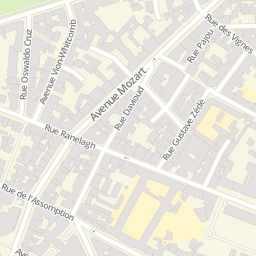 Rue des Vignes
Rue Pajou
Rue Oswaldo Cruz
Avenue Vion-Whitcomb
Avenue Mozart
Rue Davioud
Rue Gustave Zédé
Rue Ranelagh
Rue de l'Assomption